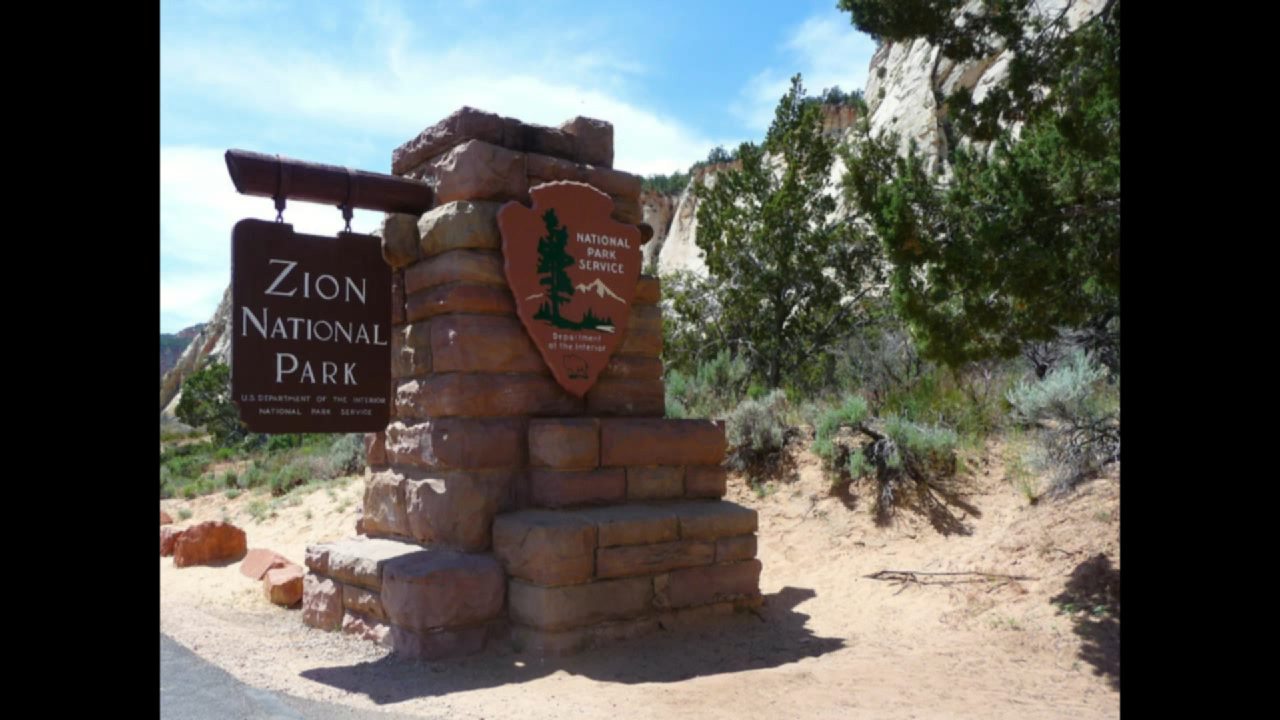 ZION
NATIONAL
PARK
U.S. DEPARTMENT OF THE INTERIOR
NATIONAL PARK SERVICE
NATIONAL
PARK
SERVICE
Department
of the Interior